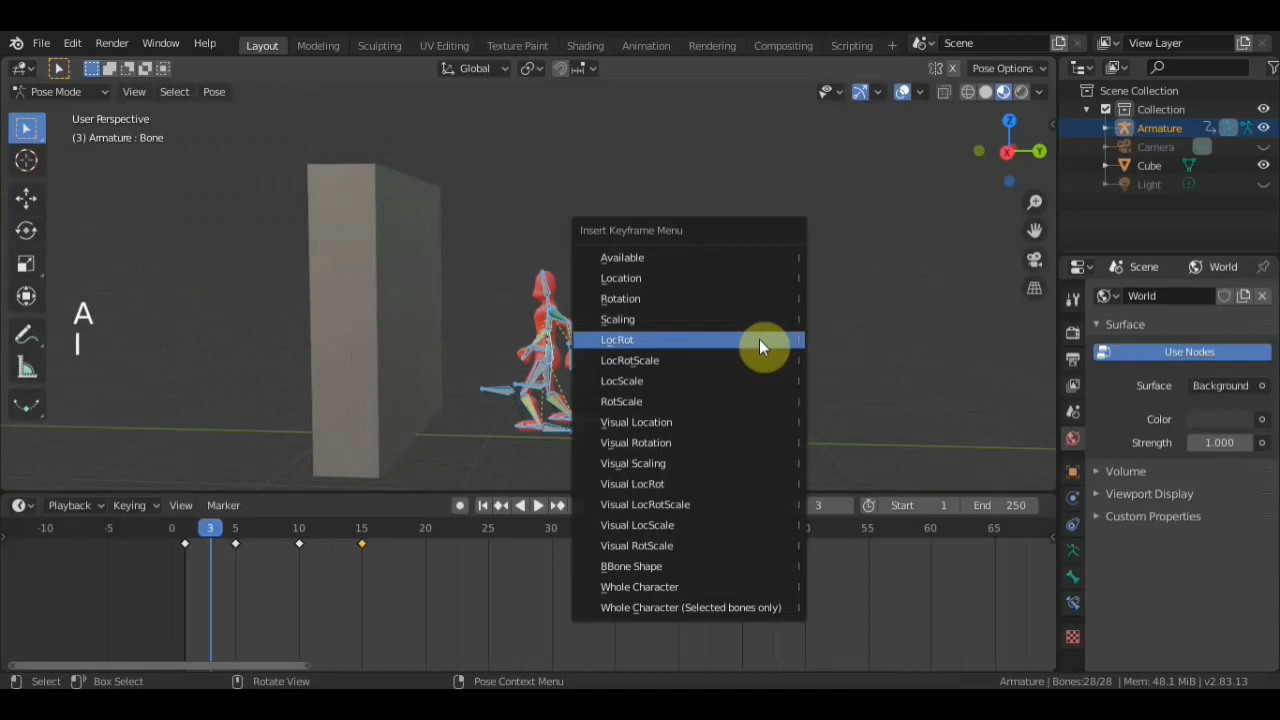 File Edit Render Window Help Layout Modeling Sculpting UV Editing Texture Paint Shading Animation Rendering Compositing Scripting + Scene View Layer
Global X Pose Options
Pose Mode View Select Pose
User Perspective
(3) Armature : Bone
Z
X
Y
A
I
Insert Keyframe Menu
Available I
Location I
Rotation I
Scaling I
LocRot I
LocRotScale I
LocScale I
RotScale I
Visual Location I
Visual Rotation I
Visual Scaling I
Visual LocRot I
Visual LocRotScale I
Visual LocScale I
Visual RotScale I
BBone Shape I
Whole Character I
Whole Character (Selected bones only) I
Scene Collection
Collection
Armature
Camera
Cube
Light
Scene World
World
Surface
Use Nodes
Surface Background
Color
Strength 1.000
Volume
Viewport Display
Custom Properties
Playback Keying View Marker 3 Start 1 End 250
-10 0 3 5 10 15 20 25 30 0 55 60 65
Select Box Select Rotate View Pose Context Menu Armature | Bones:28/28 | Mem: 48.1 MiB | v2.83.13